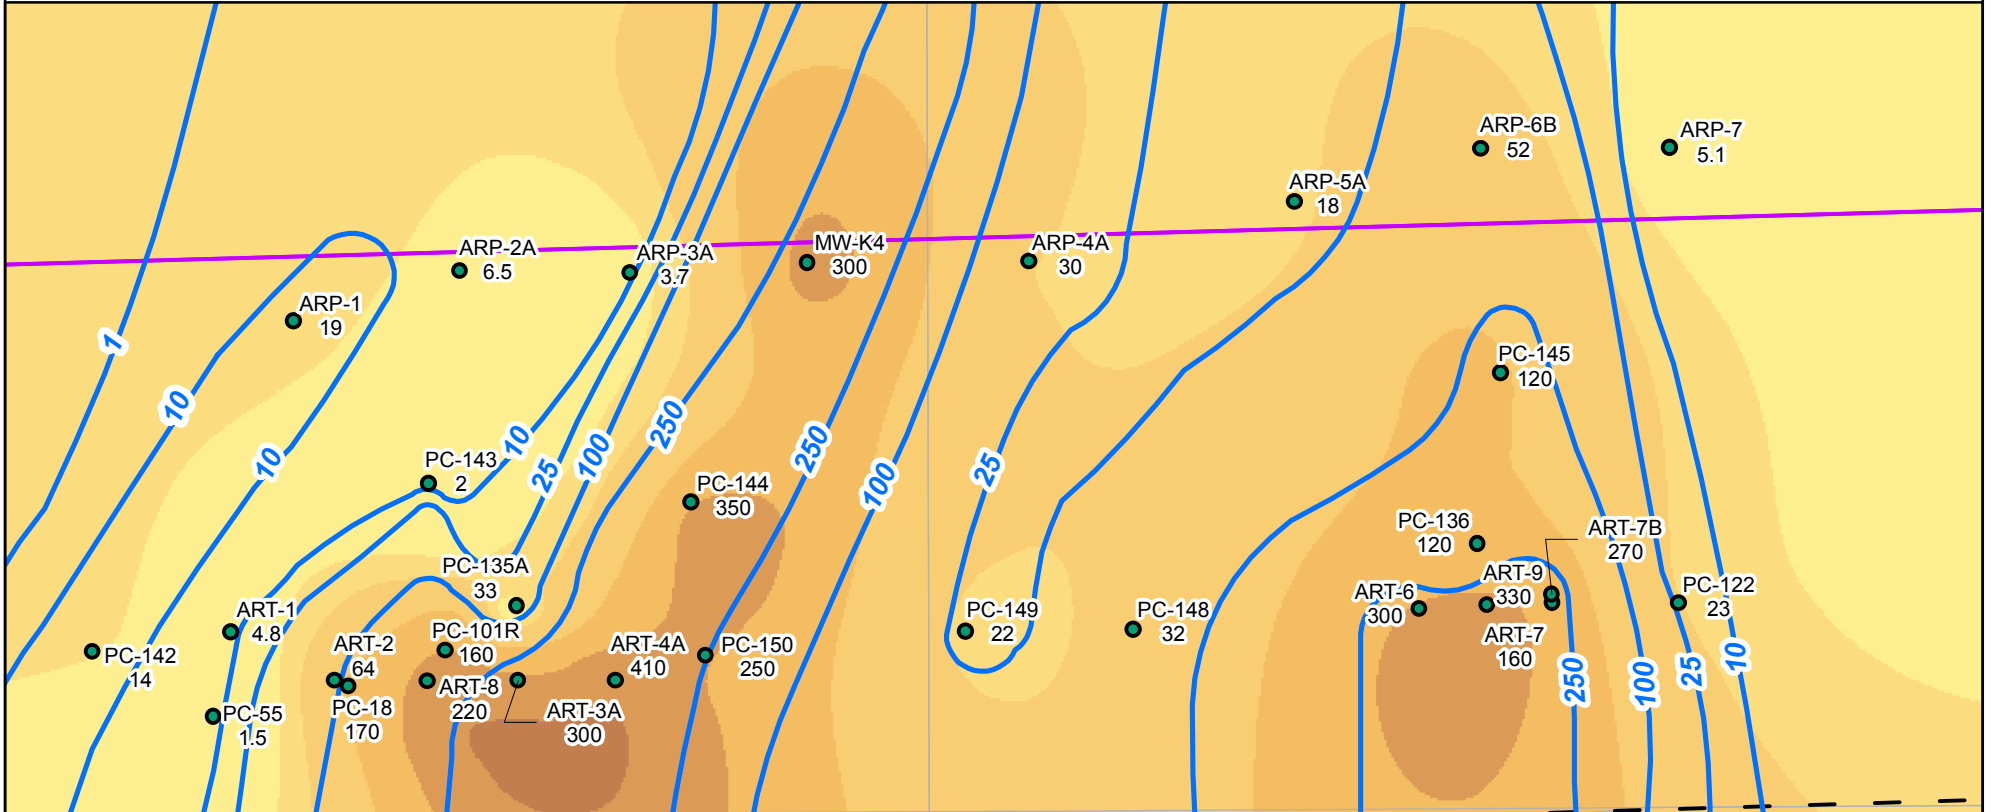 ARP-6B
52
ARP-7
5.1
ARP-5A
18
ARP-2A
6.5
ARP-3A
3.7
MW-K4
300
ARP-4A
30
ARP-1
19
1
10
PC-145
120
10
10
25
100
250
250
100
25
PC-143
2
PC-144
350
PC-136
120
ART-7B
270
PC-135A
33
ART-9
330
ART-6
300
PC-122
23
ART-1
4.8
PC-149
22
PC-148
32
ART-2
64
PC-101R
160
ART-4A
410
PC-150
250
ART-7
160
PC-142
14
250
100
25
10
ART-8
220
PC-18
170
ART-3A
300
PC-55
1.5